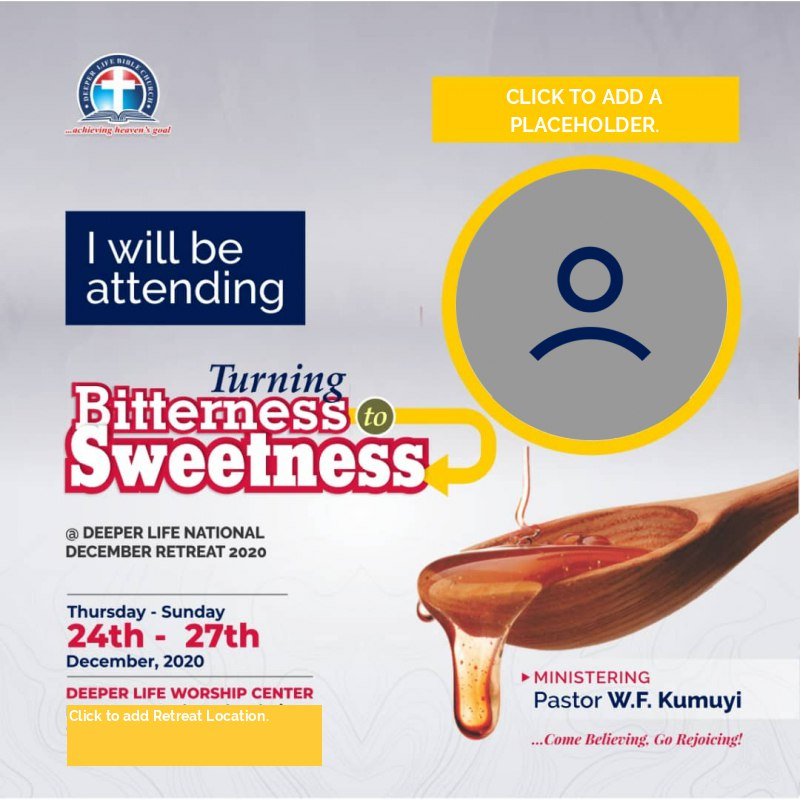 DEEPER LIFE BIBLE CHURCH
...achieving heaven's goal
CLICK TO ADD A
PLACEHOLDER.
I will be
attending
Turning
Bitterness to
Sweetness
@ DEEPER LIFE NATIONAL
DECEMBER RETREAT 2020
Thursday - Sunday
24th - 27th
December, 2020
DEEPER LIFE WORSHIP CENTER
Click to add Retreat Location.
MINISTERING
Pastor W.F. Kumuyi
...Come Believing, Go Rejoicing!